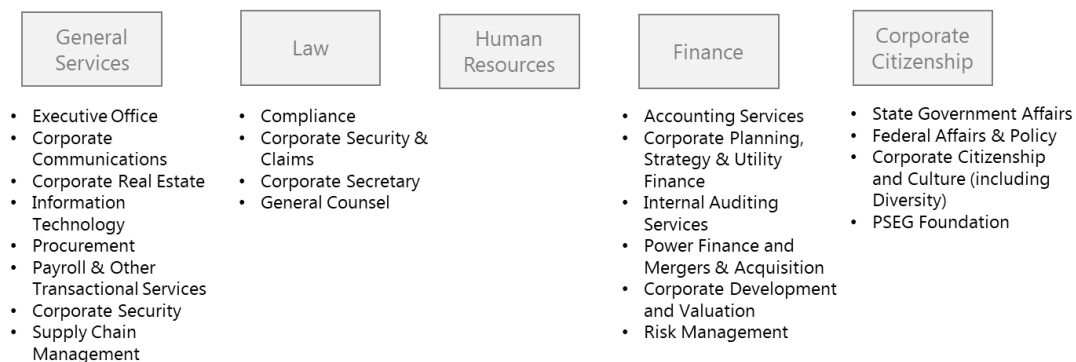 General
Services
• Executive Office
• Corporate
Communications
• Corporate Real Estate
• Information
Technology
• Procurement
• Payroll & Other
Transactional Services
• Corporate Security
• Supply Chain
Management
Law
• Compliance
• Corporate Security &
Claims
• Corporate Secretary
• General Counsel
Human
Resources
Finance
• Accounting Services
• Corporate Planning,
Strategy & Utility
Finance
• Internal Auditing
Services
• Power Finance and
Mergers & Acquisition
• Corporate Development
and Valuation
• Risk Management
Corporate
Citizenship
• State Government Affairs
• Federal Affairs & Policy
• Corporate Citizenship
and Culture (including
Diversity)
• PSEG Foundation